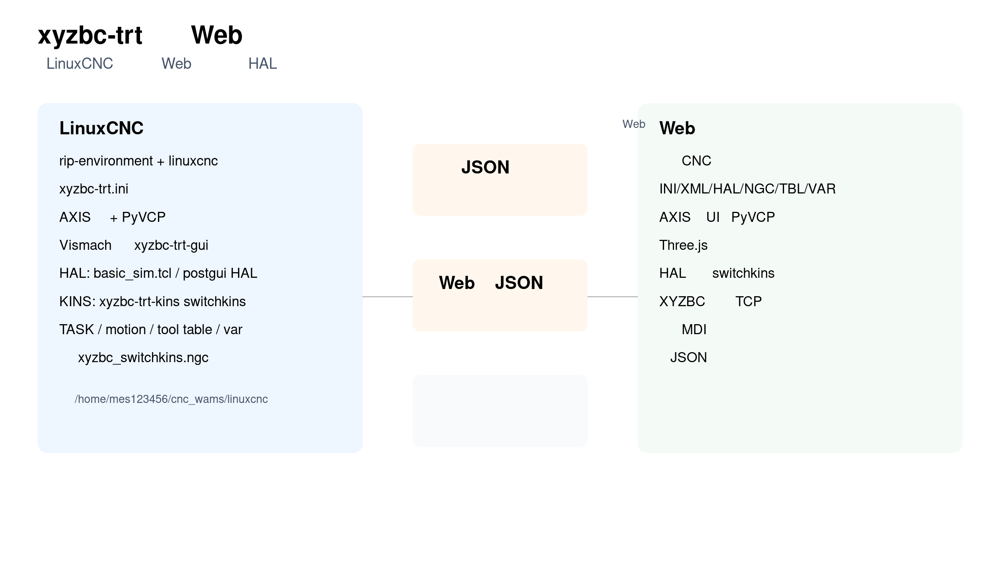 xyzbc-trt Web
LinuxCNC Web HAL
LinuxCNC
rip-environment + linuxcnc
xyzbc-trt.ini
AXIS + PyVCP
Vismach xyzbc-trt-gui
HAL: basic_sim.tcl / postgui HAL
KINS: xyzbc-trt-kins switchkins
TASK / motion / tool table / var
xyzbc_switchkins.ngc
/home/mes123456/cnc_wams/linuxcnc
JSON
Web JSON
Web
Web
CNC
INI/XML/HAL/NGC/TBL/VAR
AXIS UI PyVCP
Three.js
HAL switchkins
XYZBC TCP
MDI
JSON